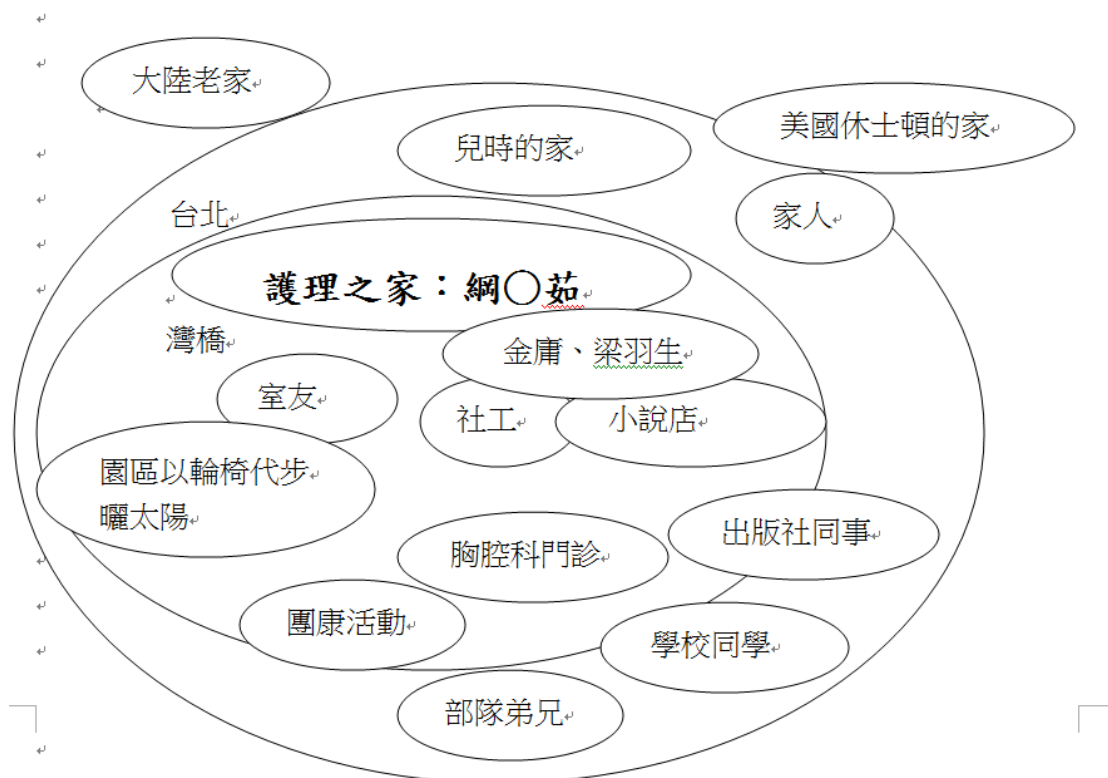 大陸老家
美國休士頓的家
兒時的家
家人
台北
護理之家：綱○茹
灣橋
金庸、梁羽生
室友
社工
小說店
園區以輪椅代步
曬太陽
出版社同事
胸腔科門診
團康活動
學校同學
部隊弟兄